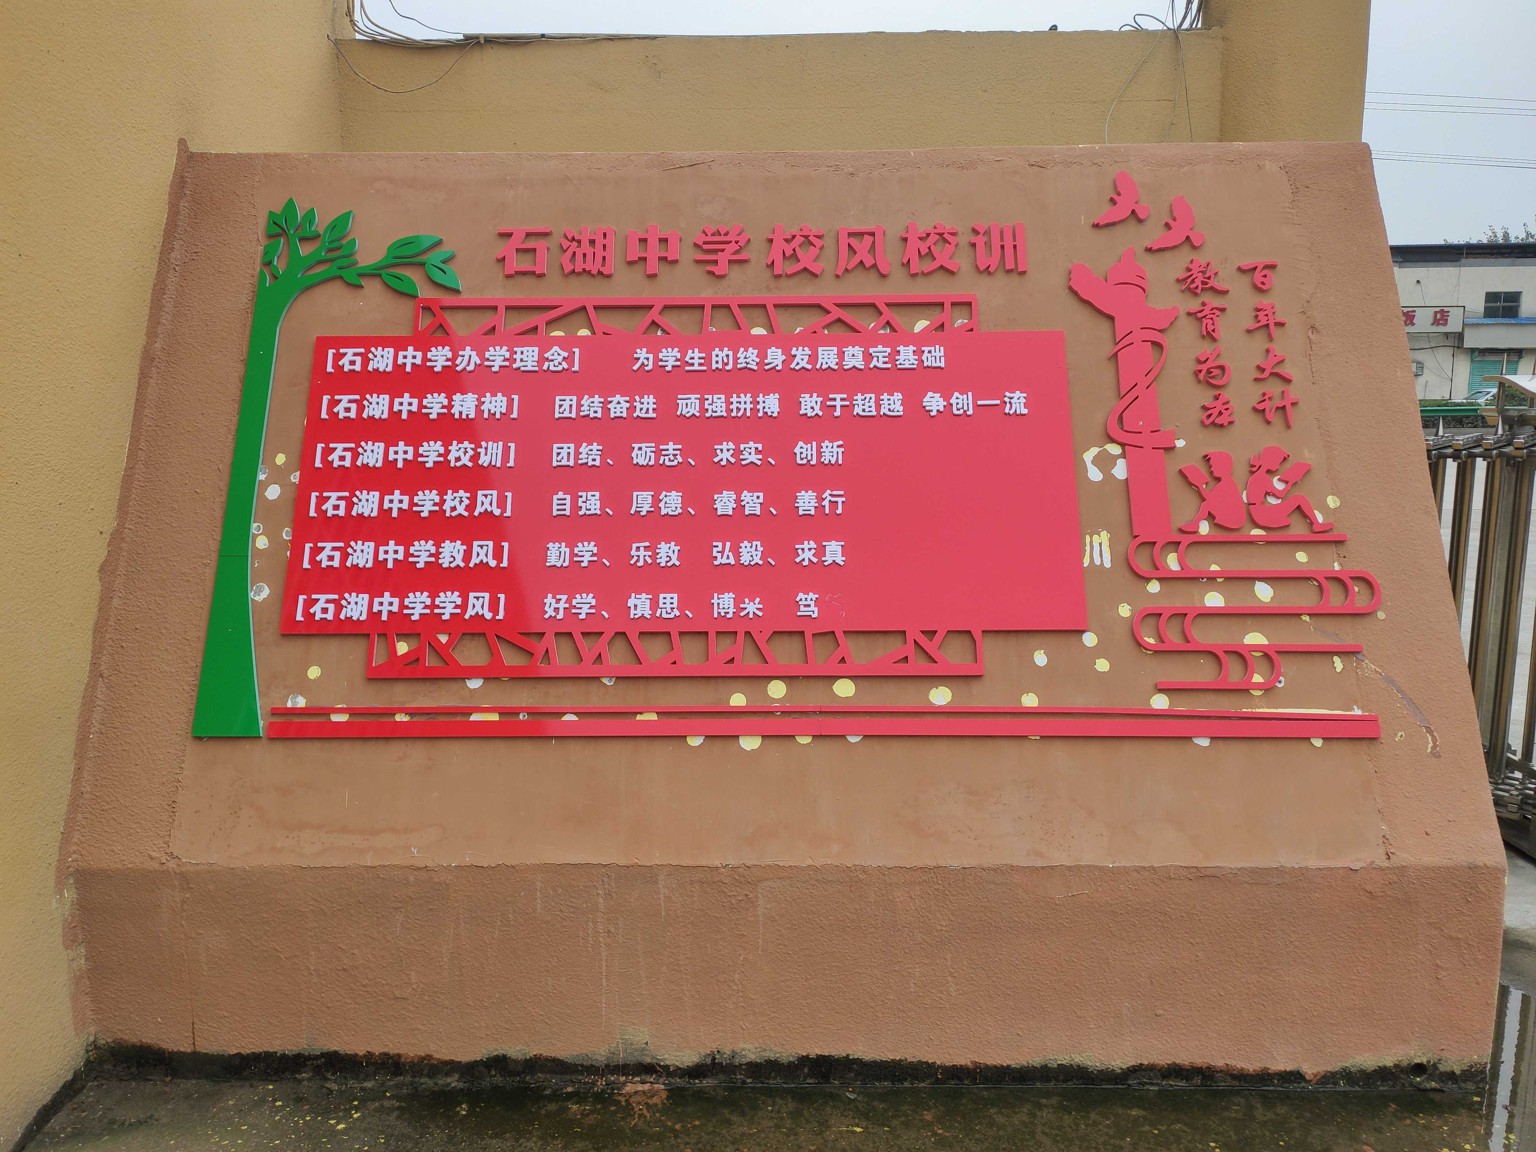 石湖中学校风校训
[石湖中学办学理念] 为学生的终身发展奠定基础
[石湖中学精神] 团结奋进 顽强拼搏 敢于超越 争创一流
[石湖中学校训] 团结、砺志、求实、创新
[石湖中学校风] 自强、厚德、睿智、善行
[石湖中学教风] 勤学、乐教 弘毅、求真
[石湖中学学风] 好学、慎思、博 笃
百年大计
教育为本
店